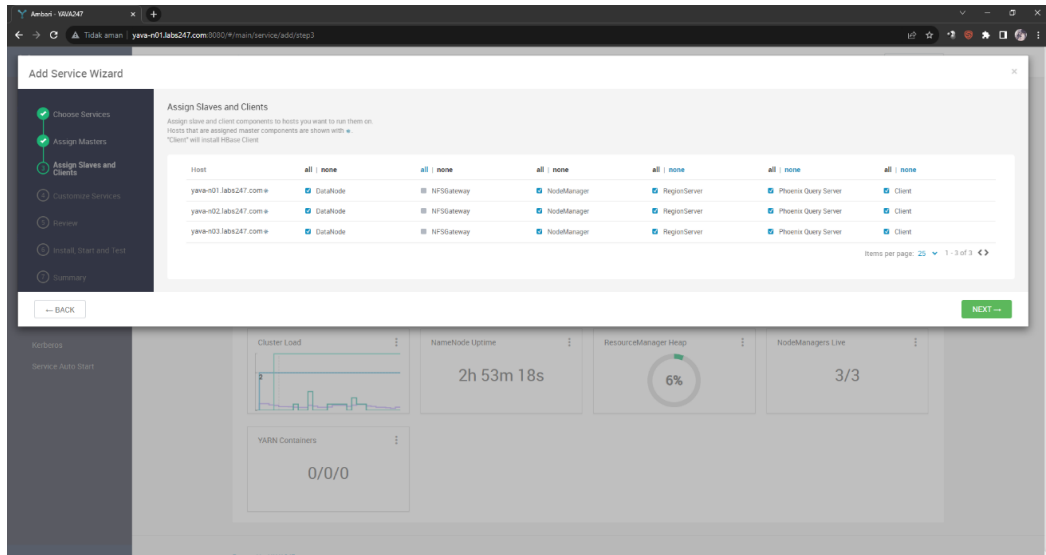 Ambari - YAVA247
Tidak aman | yava-n01.labs247.com:8080/#/main/service/add/step3
Add Service Wizard
Choose Services
Assign Masters
3 Assign Slaves and Clients
4 Customize Services
5 Review
6 Install, Start and Test
7 Summary
Assign Slaves and Clients
Assign slave and client components to hosts you want to run them on.
Hosts that are assigned master components are shown with
"Client" will install HBase Client
Host all | none all | none all | none all | none all | none all | none
yava-n01.labs247.com DataNode NFSGateway NodeManager RegionServer Phoenix Query Server Client
yava-n02.labs247.com DataNode NFSGateway NodeManager RegionServer Phoenix Query Server Client
yava-n03.labs247.com DataNode NFSGateway NodeManager RegionServer Phoenix Query Server Client
Items per page: 25 1 - 3 of 3
← BACK
NEXT →
Kerberos
Service Auto Start
Cluster Load
NameNode Uptime
2h 53m 18s
ResourceManager Heap
6%
NodeManagers Live
3/3
YARN Containers
0/0/0